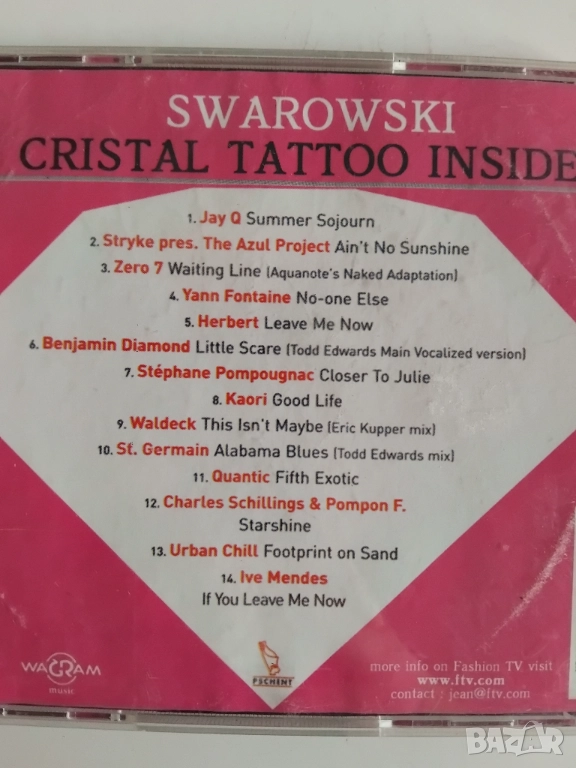 SWAROWSKI
CRISTAL TATTOO INSIDE
1. Jay Q Summer Sojourn
2. Stryke pres. The Azul Project Ain't No Sunshine
3. Zero 7 Waiting Line (Aquanote's Naked Adaptation)
4. Yann Fontaine No-one Else
5. Herbert Leave Me Now
6. Benjamin Diamond Little Scare (Todd Edwards Main Vocalized version)
7. Stéphane Pompougnac Closer To Julie
8. Kaori Good Life
9. Waldeck This Isn't Maybe (Eric Kupper mix)
10. St. Germain Alabama Blues (Todd Edwards mix)
11. Quantic Fifth Exotic
12. Charles Schillings & Pompon F.
Starshine
13. Urban Chill Footprint on Sand
14. Ive Mendes
If You Leave Me Now
WAGRAM
music
PSCHENT
more info on Fashion TV visit
www.ftv.com
contact : jean@ftv.com
BAZAR